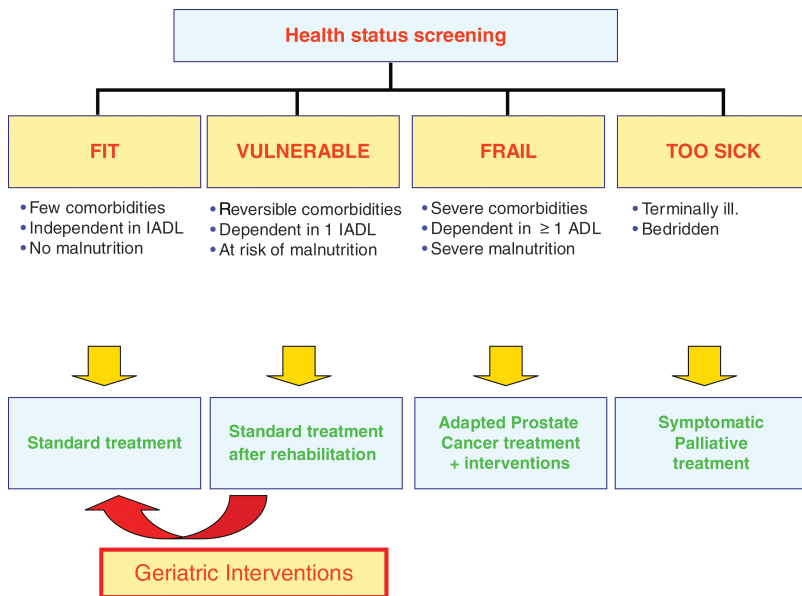 Health status screening
FIT
VULNERABLE
FRAIL
TOO SICK
• Few comorbidities
• Independent in IADL
• No malnutrition
• Reversible comorbidities
• Dependent in 1 IADL
• At risk of malnutrition
• Severe comorbidities
• Dependent in ≥ 1 ADL
• Severe malnutrition
• Terminally ill.
• Bedridden
Standard treatment
Standard treatment
after rehabilitation
Adapted Prostate
Cancer treatment
+ interventions
Symptomatic
Palliative
treatment
Geriatric Interventions